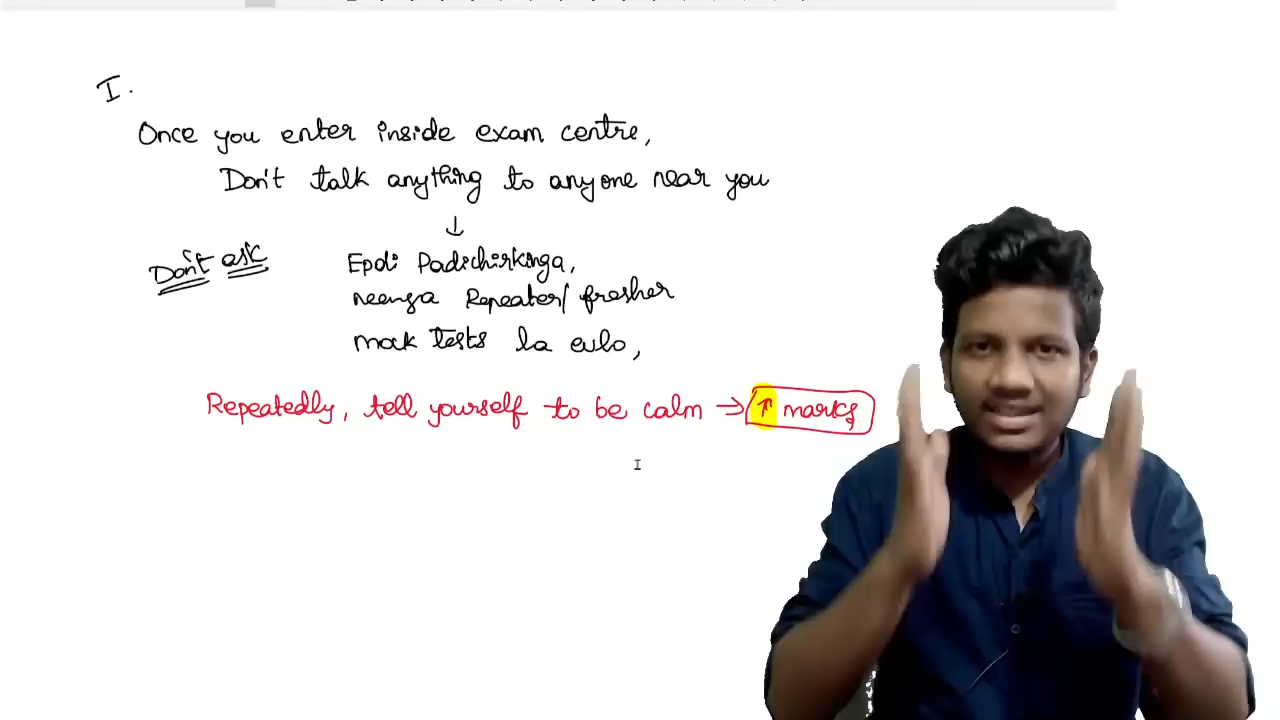 I.
Once you enter inside exam centre,
Don't talk anything to anyone near you
↓
Don't ask
Epdi Padichirkinga,
neenga Repeater/ fresher
mock Tests la evlo,
Repeatedly, tell yourself to be calm → ↑ marks